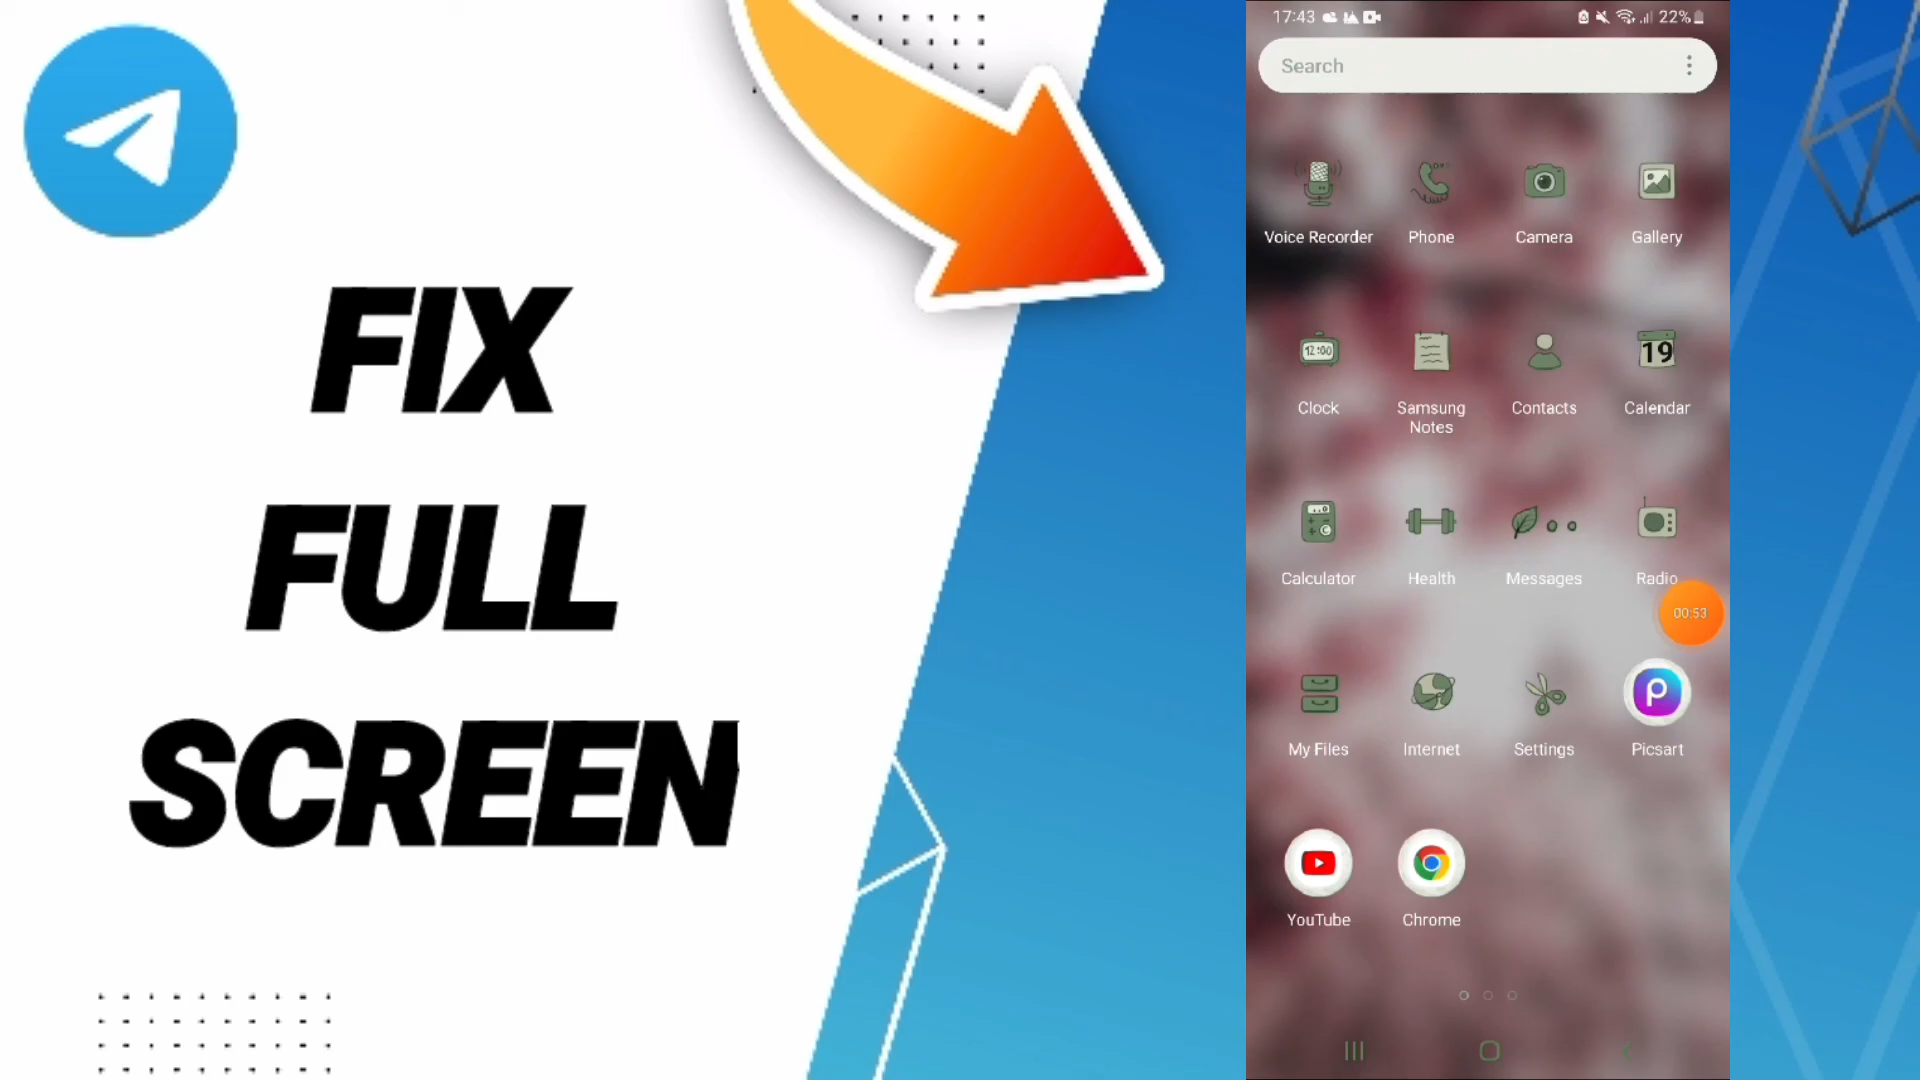 FIX
FULL
SCREEN
17:43
22%
Search
Voice Recorder
Phone
Camera
Gallery
12:00
19
Clock
Samsung
Notes
Contacts
Calendar
Calculator
Health
Messages
Radio
00:53
My Files
Internet
Settings
Picsart
YouTube
Chrome